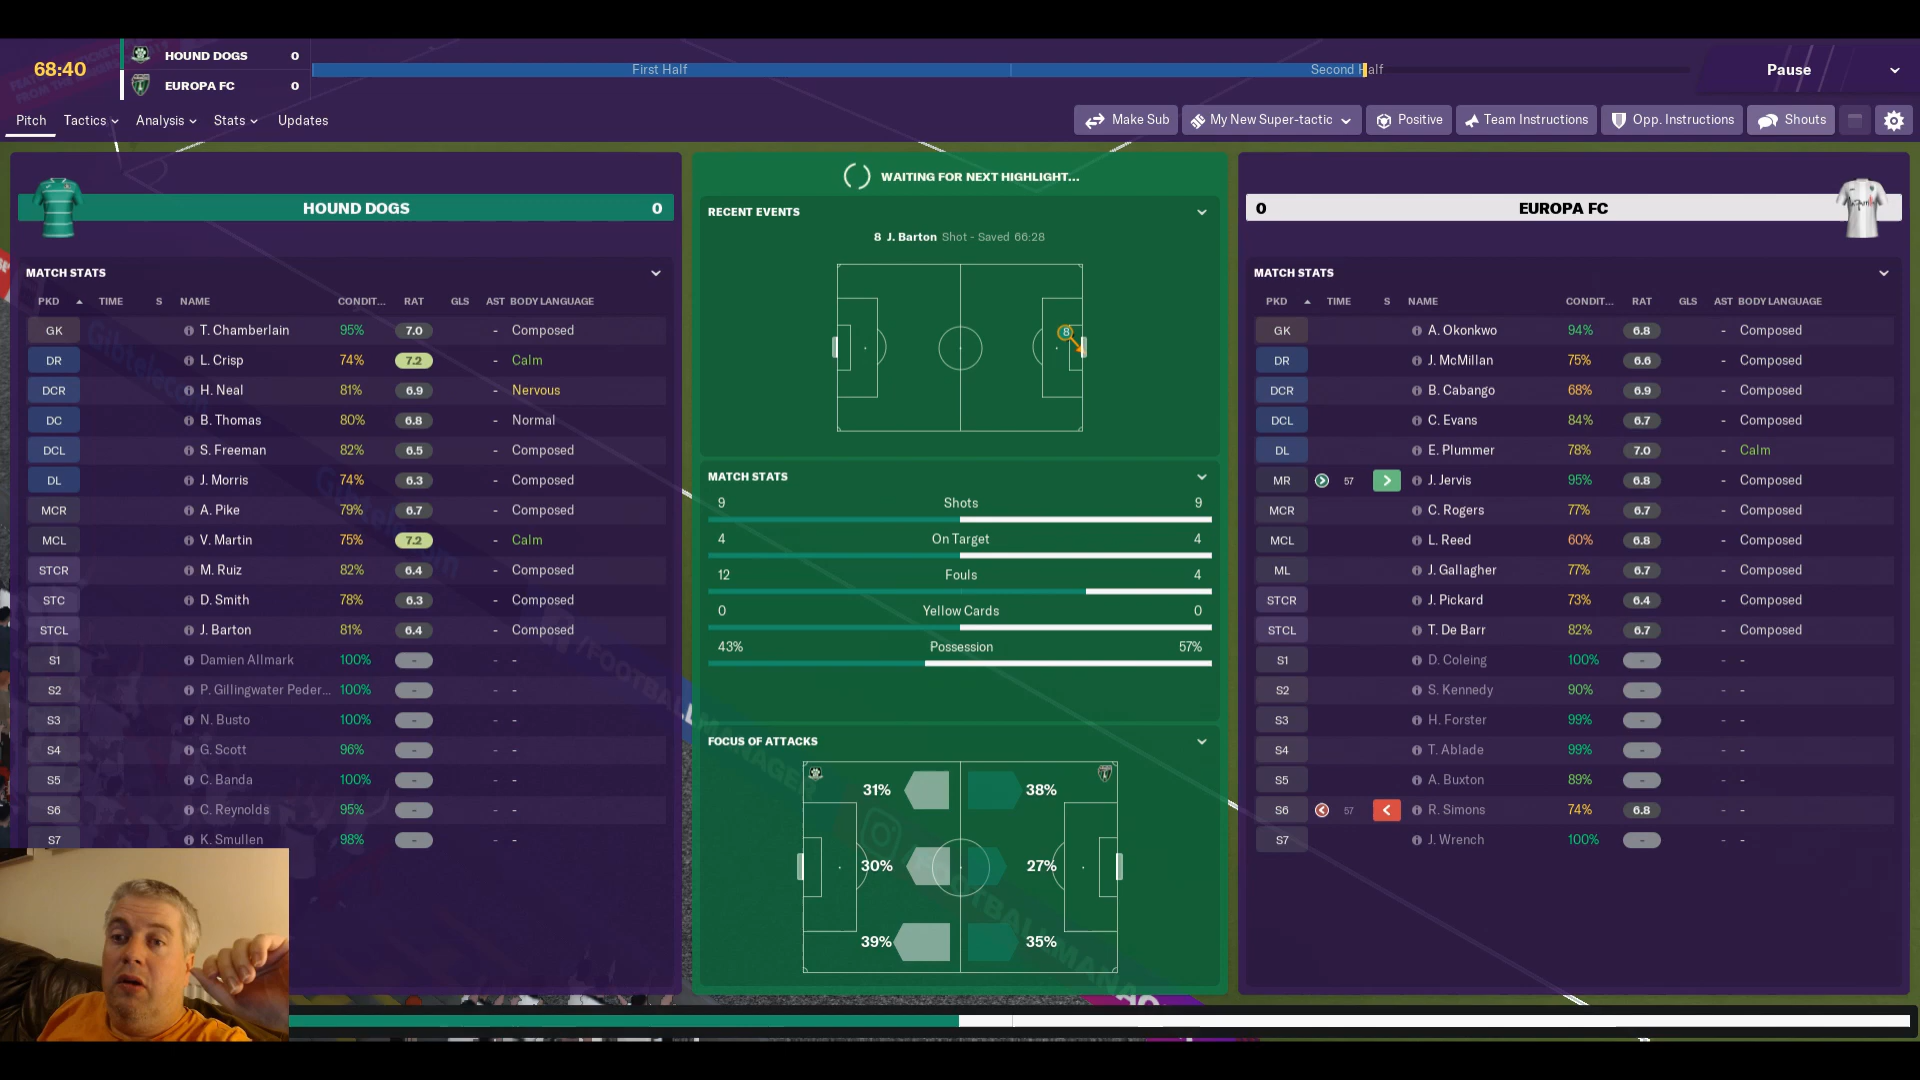 68:40
HOUND DOGS 0
EUROPA FC 0
First Half
Second Half
Pause
Pitch Tactics Analysis Stats Updates
Make Sub My New Super-tactic Positive Team Instructions Opp. Instructions Shouts
HOUND DOGS 0
MATCH STATS
PKD TIME S NAME CONDIT... RAT GLS AST BODY LANGUAGE
GK T. Chamberlain 95% 7.0 - Composed
DR L. Crisp 74% 7.2 - Calm
DCR H. Neal 81% 6.9 - Nervous
DC B. Thomas 80% 6.8 - Normal
DCL S. Freeman 82% 6.5 - Composed
DL J. Morris 74% 6.3 - Composed
MCR A. Pike 79% 6.7 - Composed
MCL V. Martin 75% 7.2 - Calm
STCR M. Ruiz 82% 6.4 - Composed
STC D. Smith 78% 6.3 - Composed
STCL J. Barton 81% 6.4 - Composed
S1 Damien Allmark 100% - - -
S2 P. Gillingwater Peder... 100% - - -
S3 N. Busto 100% - - -
S4 G. Scott 96% - - -
S5 C. Banda 100% - - -
S6 C. Reynolds 95% - - -
S7 K. Smullen 98% - - -
WAITING FOR NEXT HIGHLIGHT...
RECENT EVENTS
8 J. Barton Shot - Saved 66:28
8
MATCH STATS
9 Shots 9
4 On Target 4
12 Fouls 4
0 Yellow Cards 0
43% Possession 57%
FOCUS OF ATTACKS
31% 38%
30% 27%
39% 35%
0 EUROPA FC
MATCH STATS
PKD TIME S NAME CONDIT... RAT GLS AST BODY LANGUAGE
GK A. Okonkwo 94% 6.8 - Composed
DR J. McMillan 75% 6.6 - Composed
DCR B. Cabango 68% 6.9 - Composed
DCL C. Evans 84% 6.7 - Composed
DL E. Plummer 78% 7.0 - Calm
MR 57 J. Jervis 95% 6.8 - Composed
MCR C. Rogers 77% 6.7 - Composed
MCL L. Reed 60% 6.8 - Composed
ML J. Gallagher 77% 6.7 - Composed
STCR J. Pickard 73% 6.4 - Composed
STCL T. De Barr 82% 6.7 - Composed
S1 D. Coleing 100% - - -
S2 S. Kennedy 90% - - -
S3 H. Forster 99% - - -
S4 T. Ablade 99% - - -
S5 A. Buxton 89% - - -
S6 57 R. Simons 74% 6.8 - -
S7 J. Wrench 100% - - -